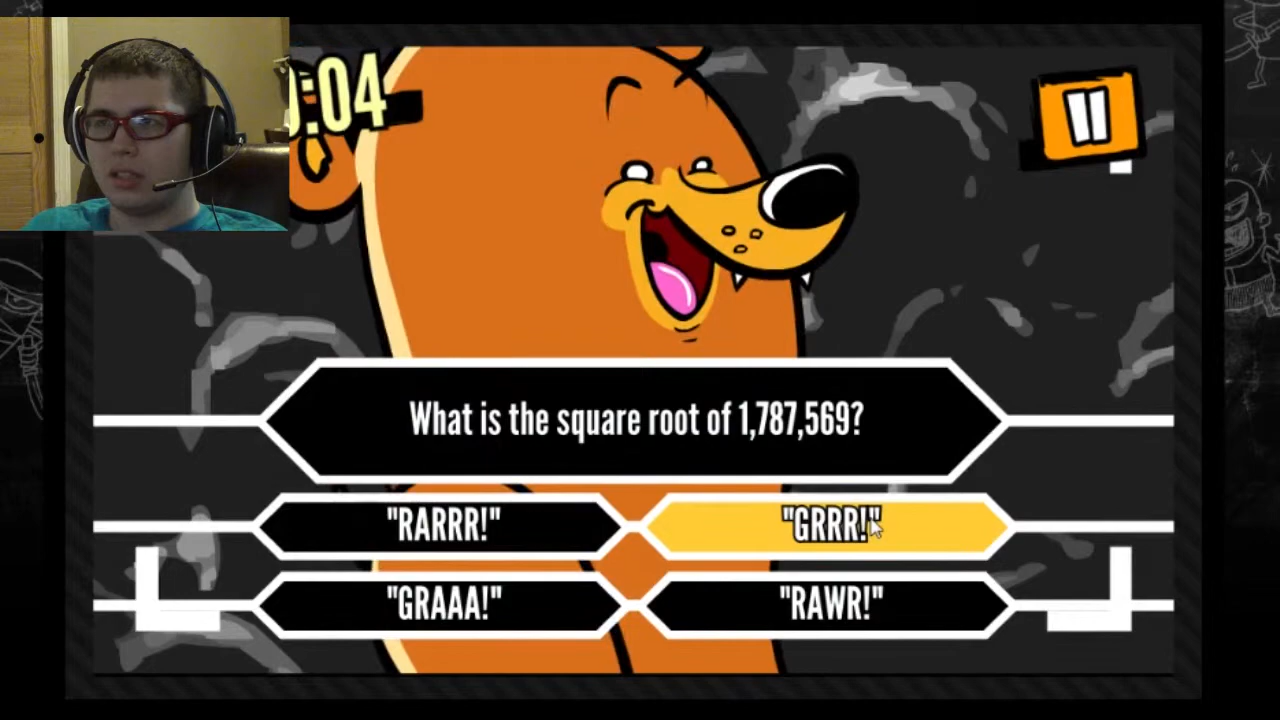 :04
What is the square root of 1,787,569?
"RARRR!"
"GRRR!"
"GRAAA!"
"RAWR!"